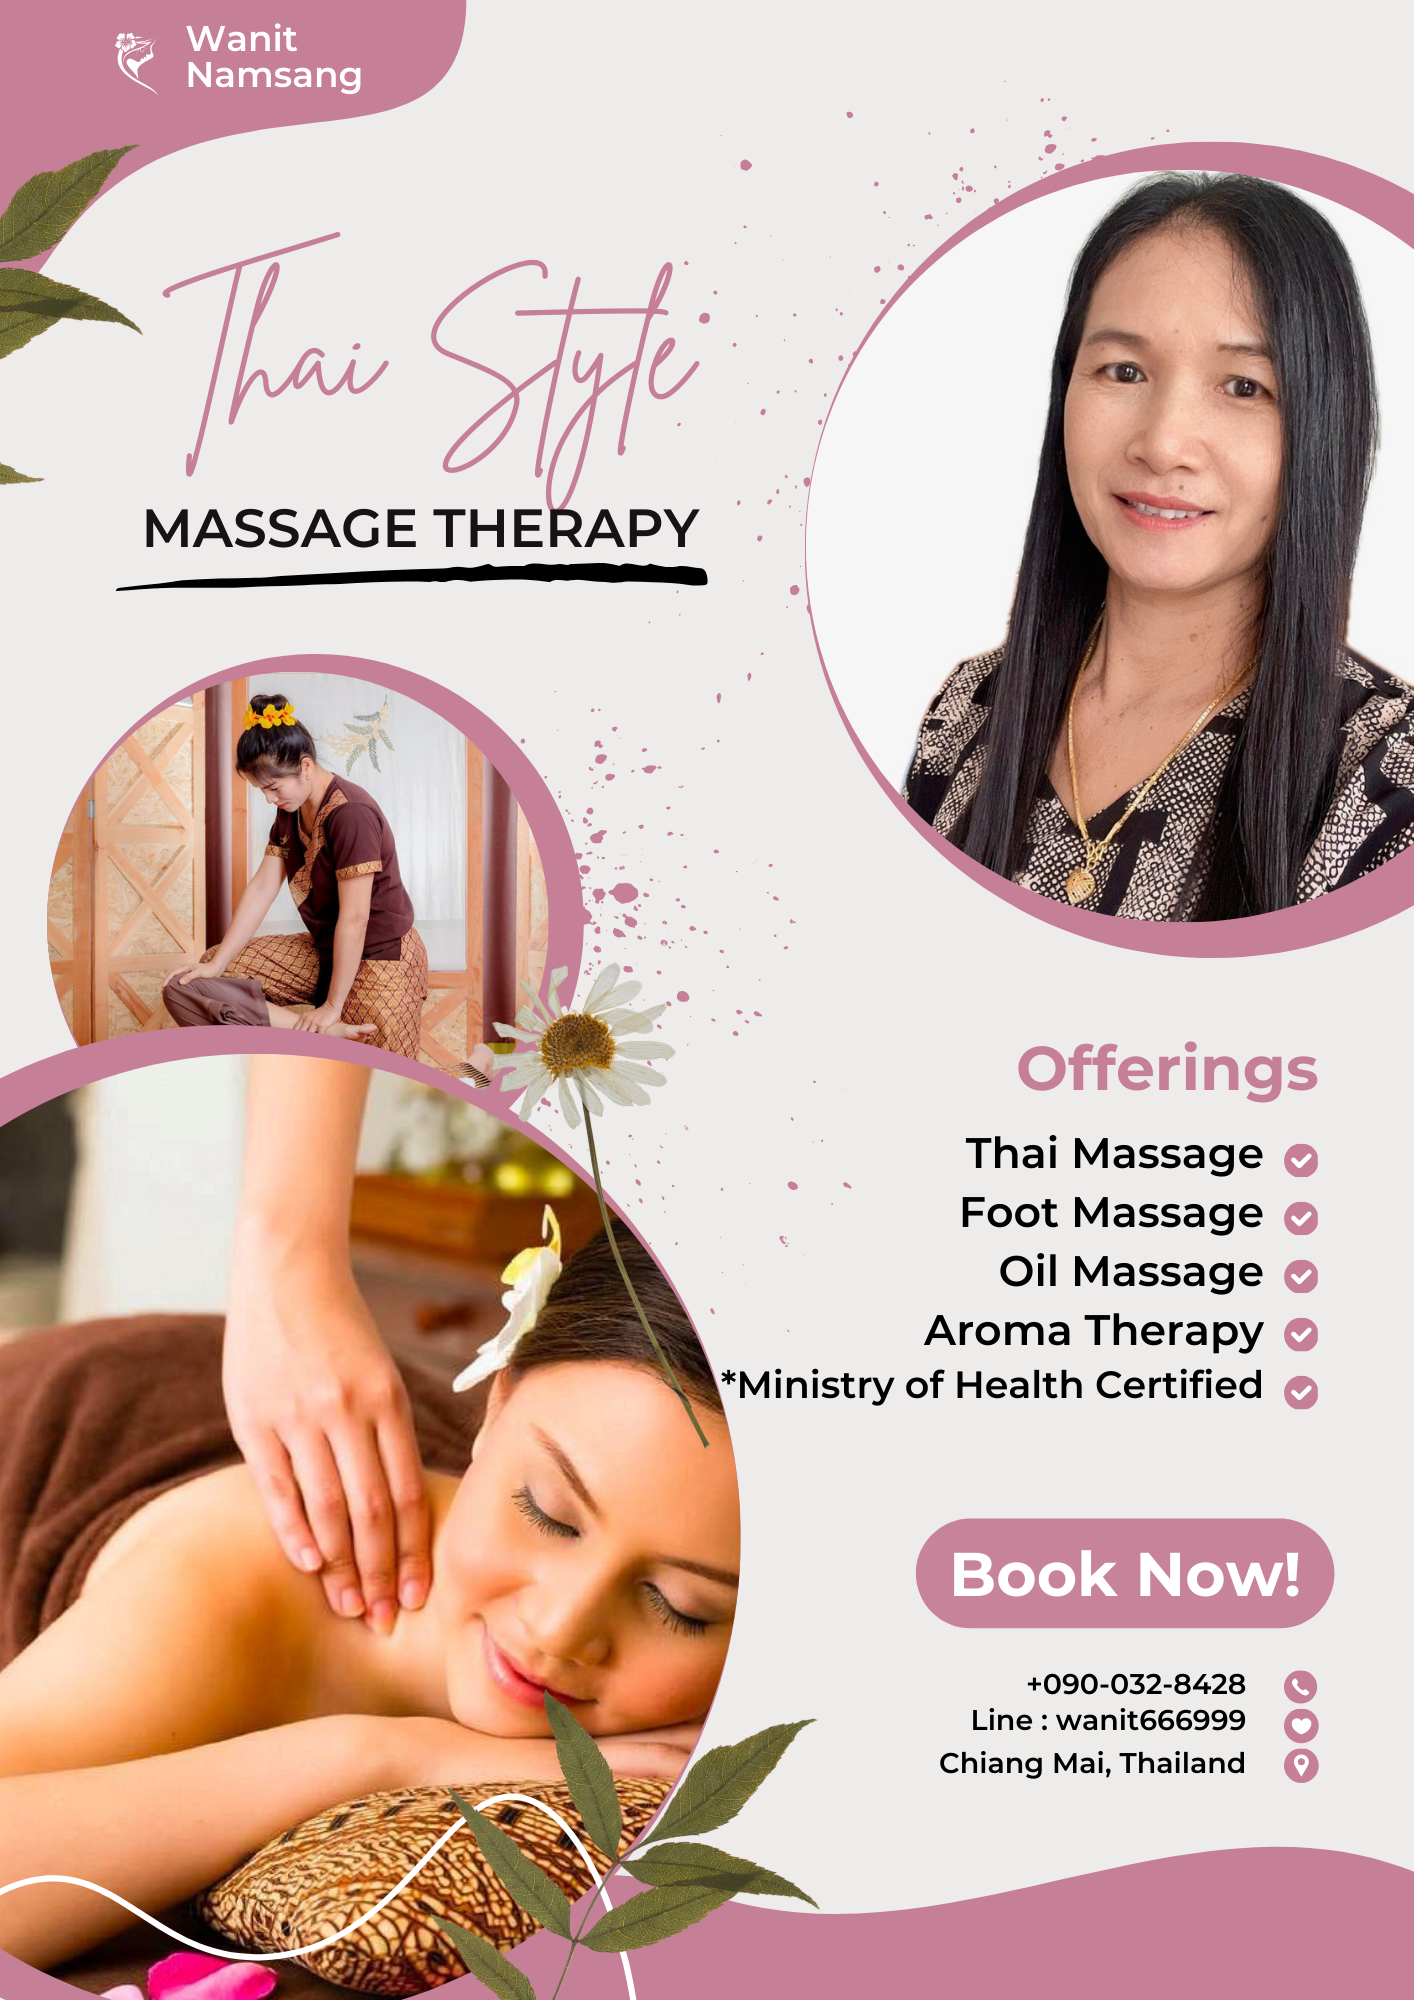 Wanit
Namsang
Thai Style
MASSAGE THERAPY
Offerings
Thai Massage
Foot Massage
Oil Massage
Aroma Therapy
*Ministry of Health Certified
Book Now!
+090-032-8428
Line : wanit666999
Chiang Mai, Thailand